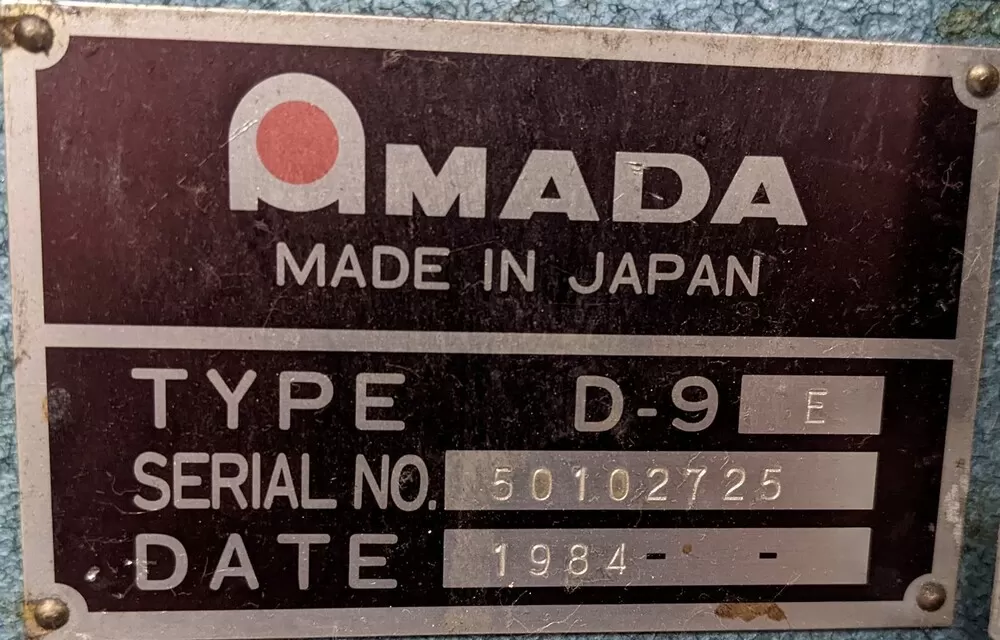 AMADA
MADE IN JAPAN
TYPE D-9 E
SERIAL NO. 50102725
DATE 1984- -